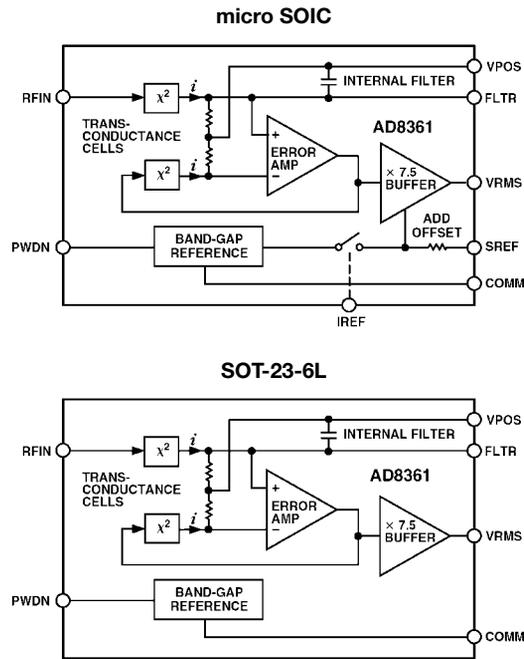 micro SOIC
VPOS
INTERNAL FILTER
RFIN
χ²
i
FLTR
TRANS-
CONDUCTANCE
CELLS
AD8361
+
ERROR
AMP
−
× 7.5
BUFFER
χ²
i
VRMS
ADD
OFFSET
PWDN
BAND-GAP
REFERENCE
SREF
COMM
IREF
SOT-23-6L
VPOS
INTERNAL FILTER
RFIN
χ²
i
FLTR
TRANS-
CONDUCTANCE
CELLS
AD8361
+
ERROR
AMP
−
× 7.5
BUFFER
χ²
i
VRMS
PWDN
BAND-GAP
REFERENCE
COMM